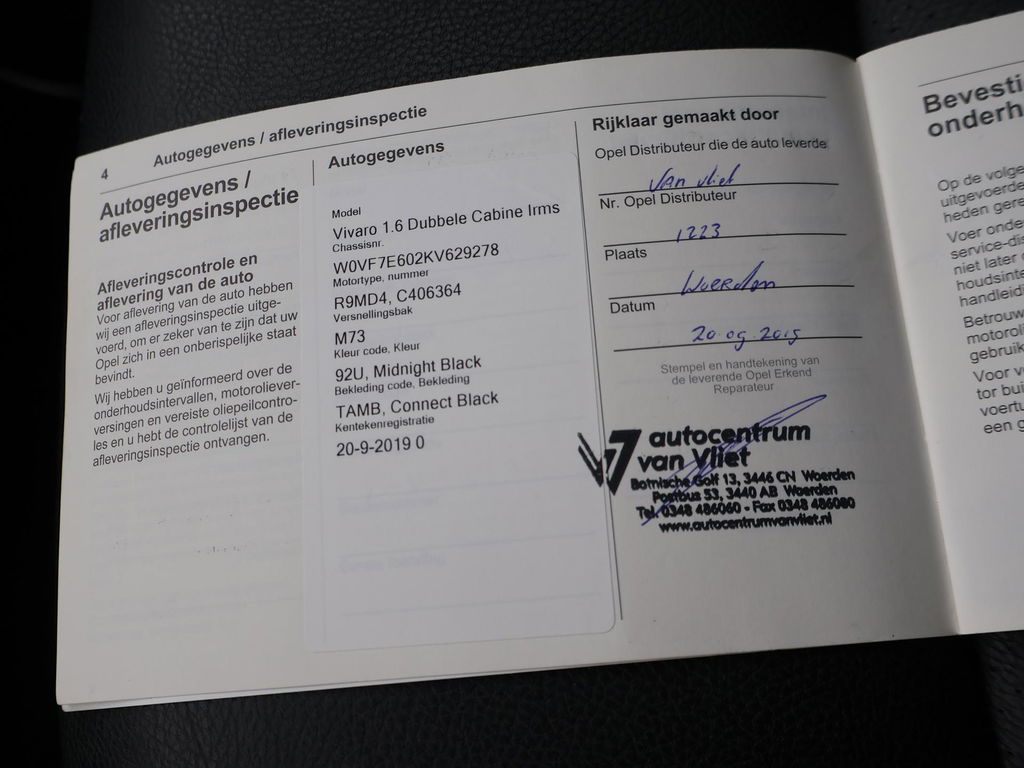 4
Autogegevens / afleveringsinspectie
Autogegevens /
afleveringsinspectie
Afleveringscontrole en
aflevering van de auto
Voor aflevering van de auto hebben
wij een afleveringsinspectie uitge-
voerd, om er zeker van te zijn dat uw
Opel zich in een onberispelijke staat
bevindt.
Wij hebben u geïnformeerd over de
onderhoudsintervallen, motoroliever-
versingen en vereiste oliepeilcontro-
les en u hebt de controlelijst van de
afleveringsinspectie ontvangen.
Autogegevens
Model
Vivaro 1.6 Dubbele Cabine Irms
Chassisnr.
W0VF7E602KV629278
Motortype, nummer
R9MD4, C406364
Versnellingsbak
M73
Kleur code, Kleur
92U, Midnight Black
Bekleding code, Bekleding
TAMB, Connect Black
Kentekenregistratie
20-9-2019 0
Rijklaar gemaakt door
Opel Distributeur die de auto leverde
Van Vliet
Nr. Opel Distributeur
1223
Plaats
Woerden
Datum
20 09 2019
Stempel en handtekening van
de leverende Opel Erkend
Reparateur
autocentrum
van Vliet
Botnische Golf 13, 3446 CN Woerden
Postbus 53, 3440 AB Woerden
Tel. 0348 486060 - Fax 0348 486080
www.autocentrumvanvliet.nl
Bevesti
onderh
Op de volge
uitgevoerde
heden gere
Voer onde
service-di
niet later
houdsinte
handleidi
Betrouw
motorol
gebruik
Voor v
tor bui
voertu
een g